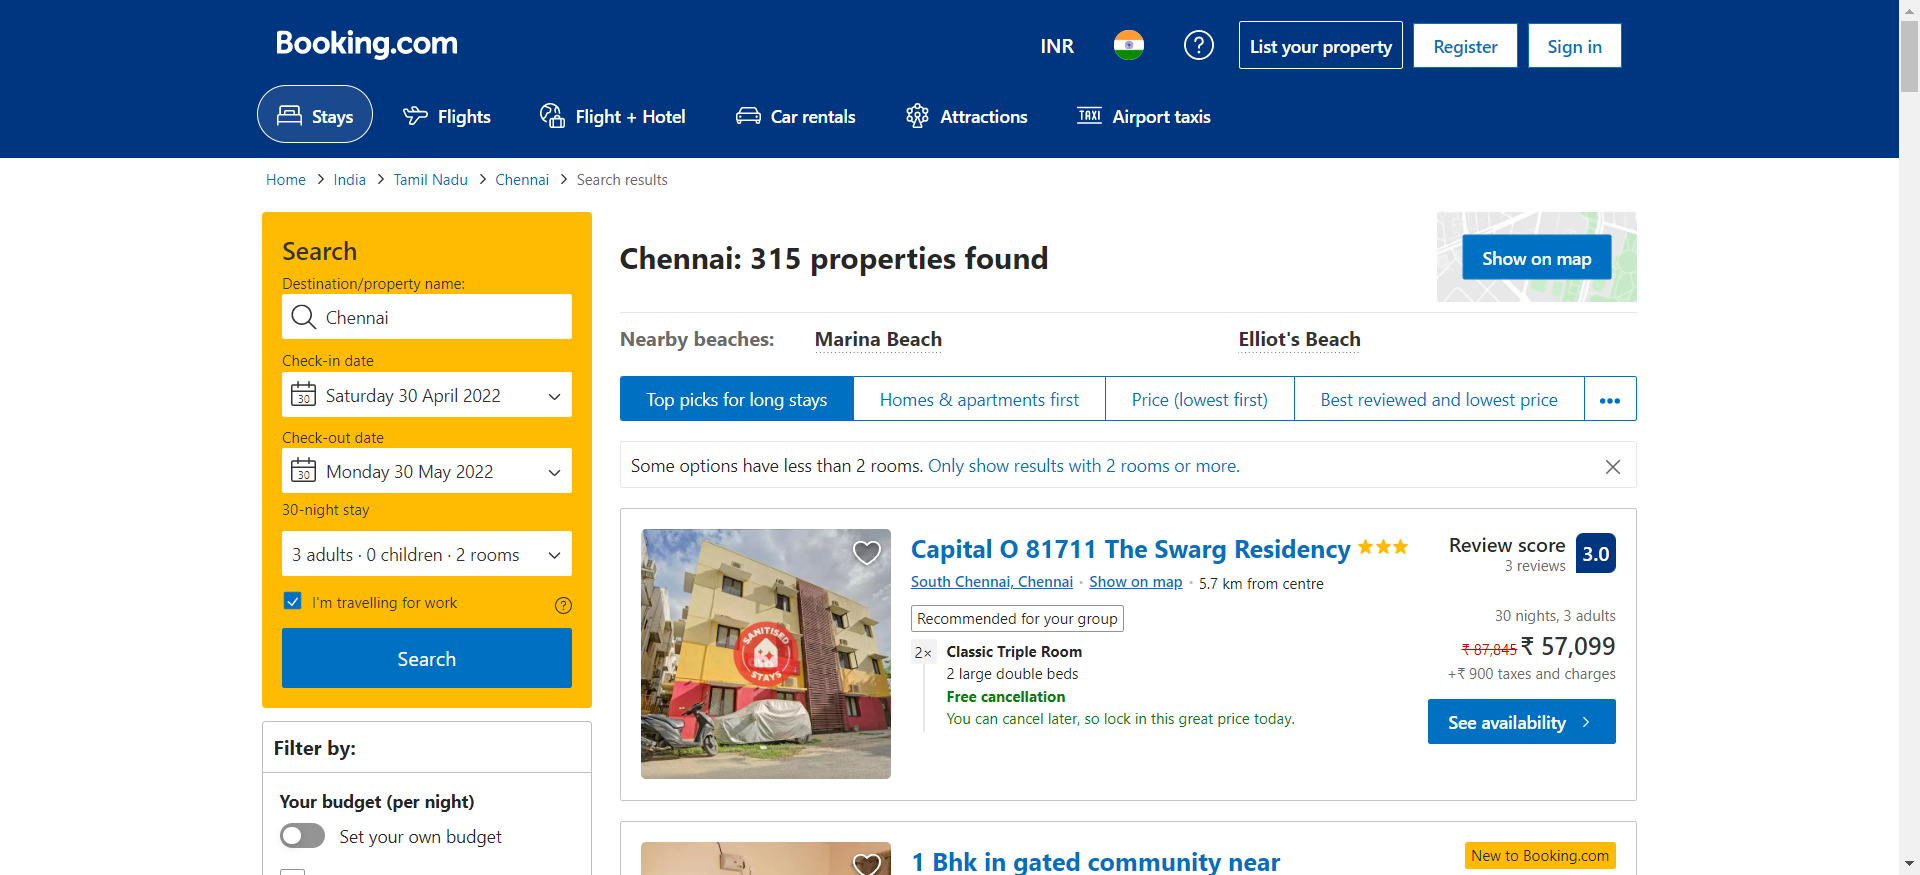 Booking.com
INR
List your property
Register
Sign in
Stays
Flights
Flight + Hotel
Car rentals
TAXI
Airport taxis
Attractions
Home > India > Tamil Nadu > Chennai > Search results
Search
Destination/property name:
Chennai
Check-in date
30
Saturday 30 April 2022
Check-out date
30
Monday 30 May 2022
30-night stay
3 adults · 0 children · 2 rooms
I'm travelling for work
?
Search
Filter by:
Your budget (per night)
Set your own budget
Chennai: 315 properties found
Show on map
Nearby beaches:
Marina Beach
Elliot's Beach
Top picks for long stays
Homes & apartments first
Price (lowest first)
Best reviewed and lowest price
Some options have less than 2 rooms. Only show results with 2 rooms or more.
SANITISED
STAYS
Capital O 81711 The Swarg Residency
South Chennai, Chennai · Show on map · 5.7 km from centre
Recommended for your group
2×
Classic Triple Room
2 large double beds
Free cancellation
You can cancel later, so lock in this great price today.
Review score
3 reviews
3.0
30 nights, 3 adults
₹ 87,845 ₹ 57,099
+₹ 900 taxes and charges
See availability
1 Bhk in gated community near
New to Booking.com